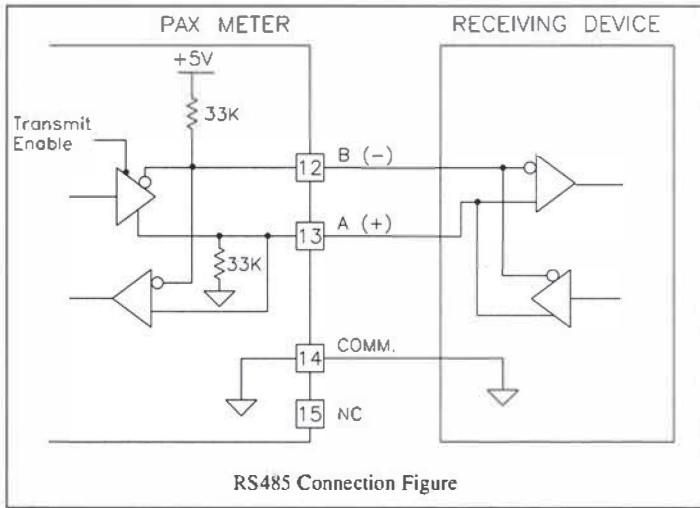 PAX METER
RECEIVING DEVICE
+5V
33K
Transmit
Enable
12
B (-)
13
A (+)
33K
14
COMM.
15
NC
RS485 Connection Figure